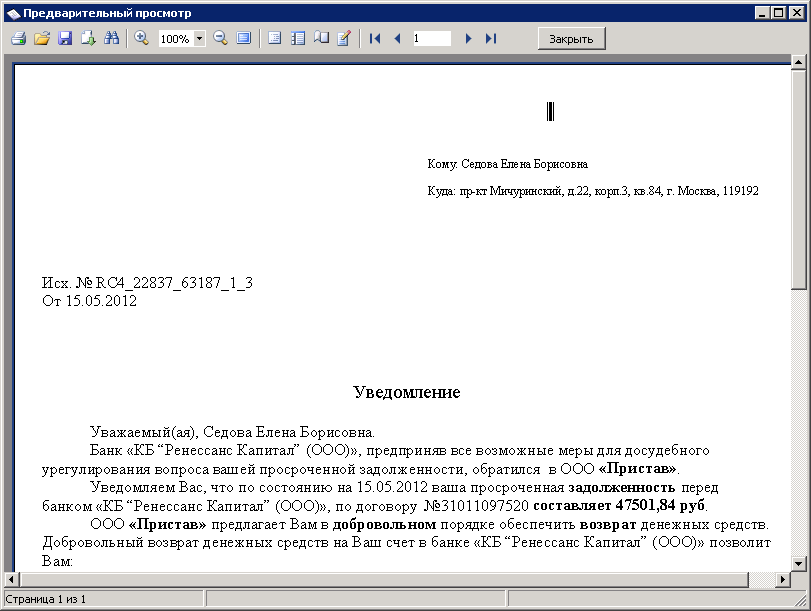 Предварительный просмотр
100%
1
Закрыть
Кому: Седова Елена Борисовна
Куда: пр-кт Мичуринский, д.22, корп.3, кв.84, г. Москва, 119192
Исх. № RC4_22837_63187_1_3
От 15.05.2012
Уведомление
Уважаемый(ая), Седова Елена Борисовна.
Банк «КБ “Ренессанс Капитал” (ООО)», предприняв все возможные меры для досудебного
урегулирования вопроса вашей просроченной задолженности, обратился в ООО «Пристав».
Уведомляем Вас, что по состоянию на 15.05.2012 ваша просроченная задолженность перед
банком «КБ “Ренессанс Капитал” (ООО)», по договору №31011097520 составляет 47501,84 руб.
ООО «Пристав» предлагает Вам в добровольном порядке обеспечить возврат денежных средств.
Добровольный возврат денежных средств на Ваш счет в банке «КБ “Ренессанс Капитал” (ООО)» позволит
Вам:
Страница 1 из 1